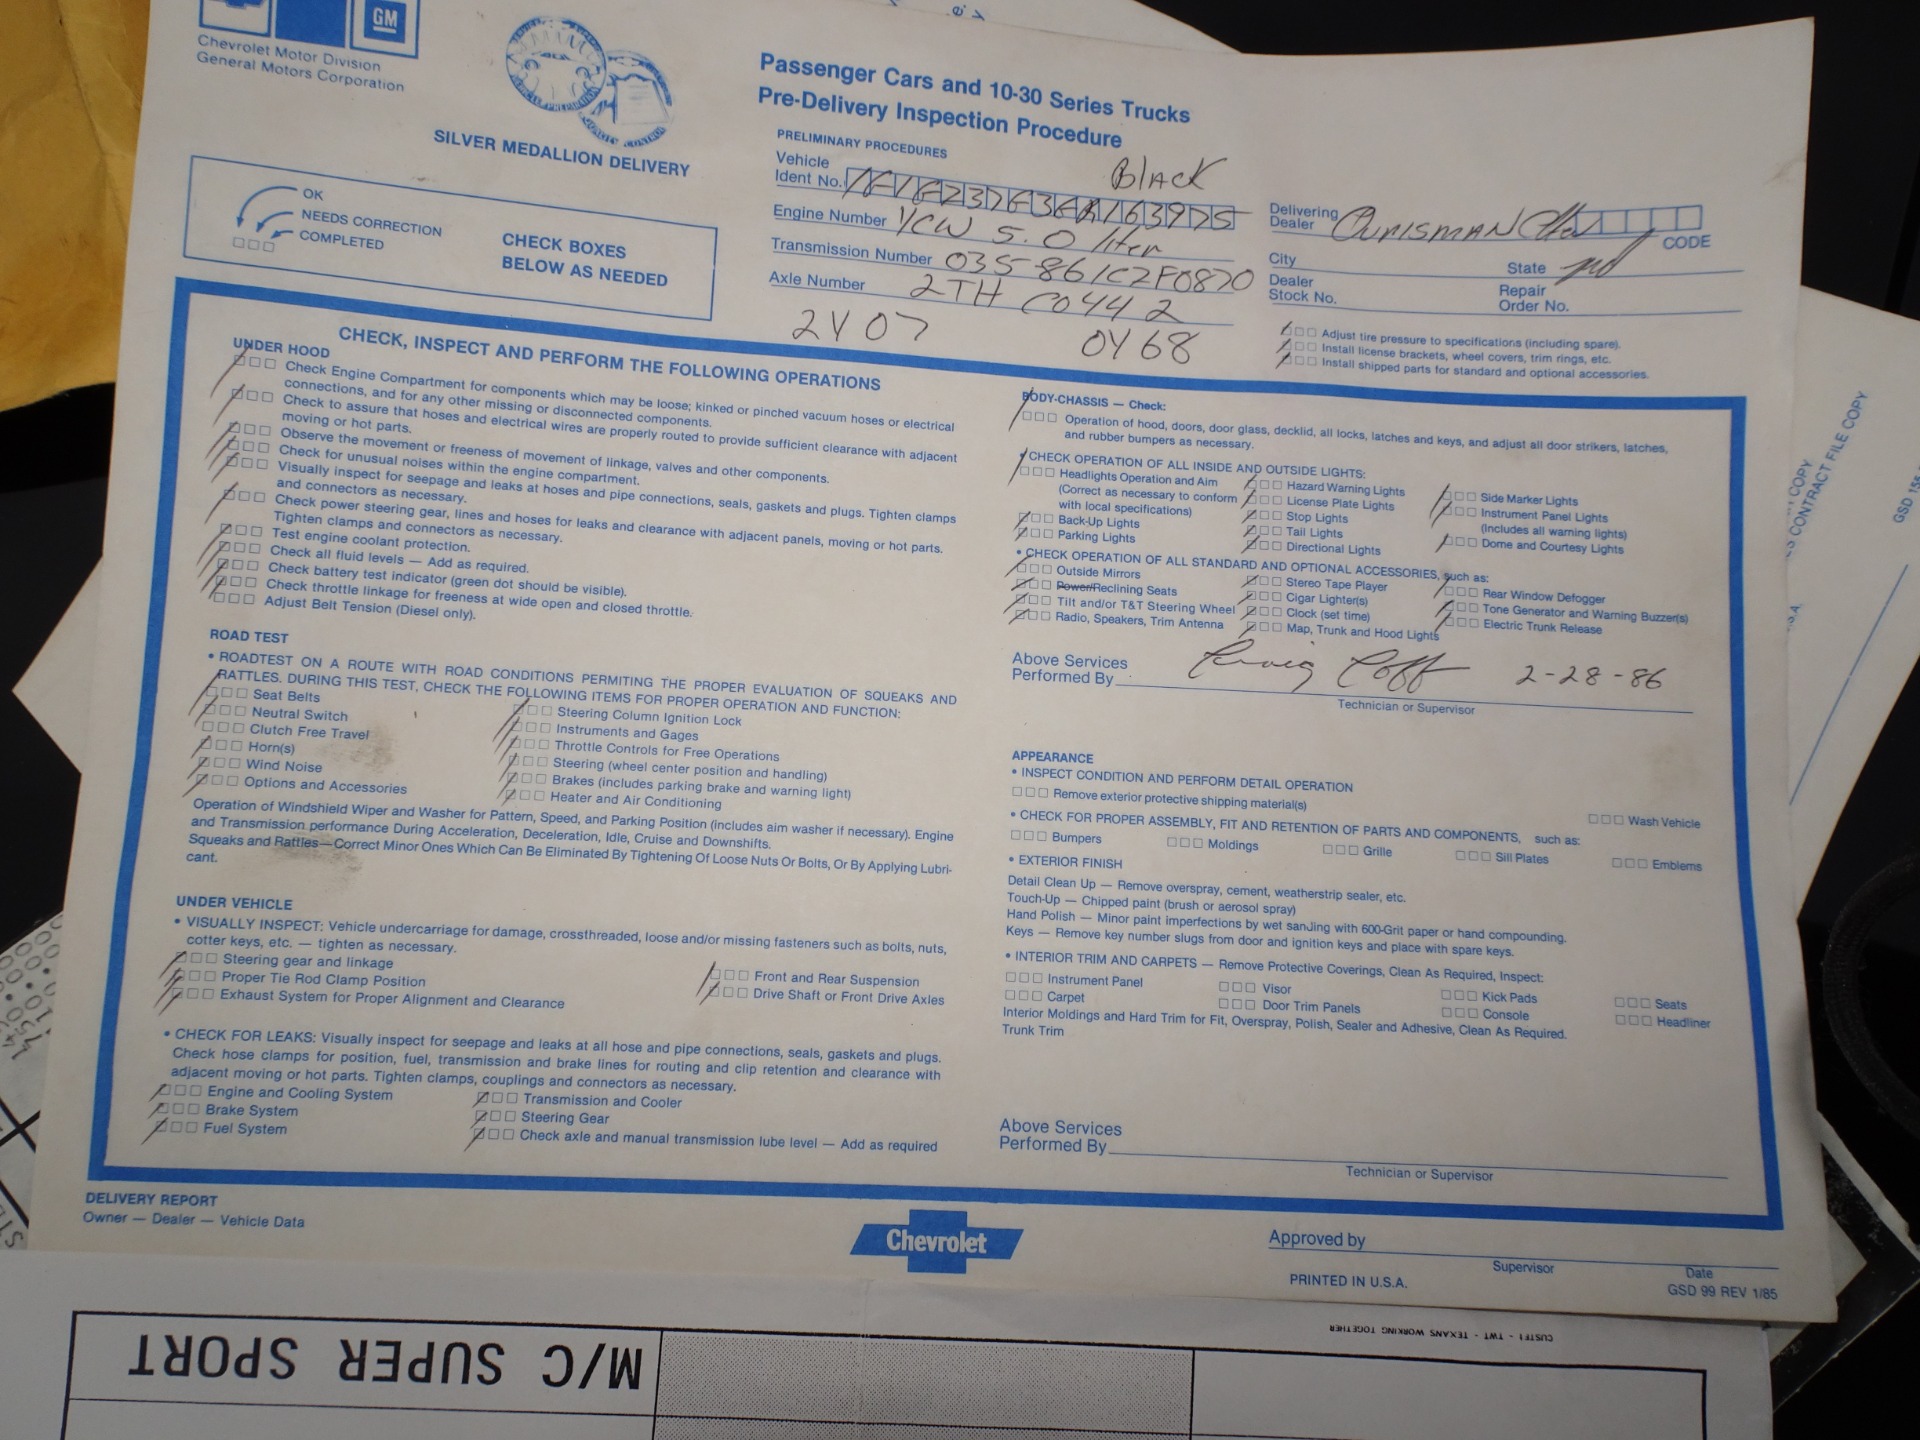 GM
Chevrolet Motor Division
General Motors Corporation
SILVER MEDALLION DELIVERY
OK
NEEDS CORRECTION
COMPLETED
CHECK BOXES
BELOW AS NEEDED
Passenger Cars and 10-30 Series Trucks
Pre-Delivery Inspection Procedure
PRELIMINARY PROCEDURES
Black
Vehicle
Ident No.
Engine Number YCW 5.0 liter
Transmission Number 035-861C2F0870
Axle Number 2TH C0442
2Y07 0Y68
Delivering
Dealer OURISMAN
CODE
City State Md
Dealer
Stock No.
Repair
Order No.
Adjust tire pressure to specifications (including spare).
Install license brackets, wheel covers, trim rings, etc.
Install shipped parts for standard and optional accessories.
CHECK, INSPECT AND PERFORM THE FOLLOWING OPERATIONS
UNDER HOOD
Check Engine Compartment for components which may be loose; kinked or pinched vacuum hoses or electrical
connections, and for any other missing or disconnected components.
Check to assure that hoses and electrical wires are properly routed to provide sufficient clearance with adjacent
moving or hot parts.
Observe the movement or freeness of movement of linkage, valves and other components.
Check for unusual noises within the engine compartment.
Visually inspect for seepage and leaks at hoses and pipe connections, seals, gaskets and plugs. Tighten clamps
and connectors as necessary.
Check power steering gear, lines and hoses for leaks and clearance with adjacent panels, moving or hot parts.
Tighten clamps and connectors as necessary.
Test engine coolant protection.
Check all fluid levels — Add as required.
Check battery test indicator (green dot should be visible).
Check throttle linkage for freeness at wide open and closed throttle.
Adjust Belt Tension (Diesel only).
ROAD TEST
• ROADTEST ON A ROUTE WITH ROAD CONDITIONS PERMITING THE PROPER EVALUATION OF SQUEAKS AND
RATTLES. DURING THIS TEST, CHECK THE FOLLOWING ITEMS FOR PROPER OPERATION AND FUNCTION:
Seat Belts
Neutral Switch
Clutch Free Travel
Horn(s)
Wind Noise
Options and Accessories
Steering Column Ignition Lock
Instruments and Gages
Throttle Controls for Free Operations
Steering (wheel center position and handling)
Brakes (includes parking brake and warning light)
Heater and Air Conditioning
Operation of Windshield Wiper and Washer for Pattern, Speed, and Parking Position (includes aim washer if necessary). Engine
and Transmission performance During Acceleration, Deceleration, Idle, Cruise and Downshifts.
Squeaks and Rattles—Correct Minor Ones Which Can Be Eliminated By Tightening Of Loose Nuts Or Bolts, Or By Applying Lubri-
cant.
UNDER VEHICLE
• VISUALLY INSPECT: Vehicle undercarriage for damage, crossthreaded, loose and/or missing fasteners such as bolts, nuts,
cotter keys, etc. — tighten as necessary.
Steering gear and linkage
Proper Tie Rod Clamp Position
Exhaust System for Proper Alignment and Clearance
Front and Rear Suspension
Drive Shaft or Front Drive Axles
• CHECK FOR LEAKS: Visually inspect for seepage and leaks at all hose and pipe connections, seals, gaskets and plugs.
Check hose clamps for position, fuel, transmission and brake lines for routing and clip retention and clearance with
adjacent moving or hot parts. Tighten clamps, couplings and connectors as necessary.
Engine and Cooling System
Brake System
Fuel System
Transmission and Cooler
Steering Gear
Check axle and manual transmission lube level — Add as required
BODY-CHASSIS — Check:
Operation of hood, doors, door glass, decklid, all locks, latches and keys, and adjust all door strikers, latches,
and rubber bumpers as necessary.
• CHECK OPERATION OF ALL INSIDE AND OUTSIDE LIGHTS:
Headlights Operation and Aim
(Correct as necessary to conform
with local specifications)
Back-Up Lights
Parking Lights
Hazard Warning Lights
License Plate Lights
Stop Lights
Tail Lights
Directional Lights
Side Marker Lights
Instrument Panel Lights
(Includes all warning lights)
Dome and Courtesy Lights
• CHECK OPERATION OF ALL STANDARD AND OPTIONAL ACCESSORIES, such as:
Outside Mirrors
Power/Reclining Seats
Tilt and/or T&T Steering Wheel
Radio, Speakers, Trim Antenna
Stereo Tape Player
Cigar Lighter(s)
Clock (set time)
Map, Trunk and Hood Lights
Rear Window Defogger
Tone Generator and Warning Buzzer(s)
Electric Trunk Release
Above Services
Performed By Craig Goff 2-28-86
Technician or Supervisor
APPEARANCE
• INSPECT CONDITION AND PERFORM DETAIL OPERATION
Remove exterior protective shipping material(s)
Wash Vehicle
• CHECK FOR PROPER ASSEMBLY, FIT AND RETENTION OF PARTS AND COMPONENTS, such as:
Bumpers Moldings Grille Sill Plates Emblems
• EXTERIOR FINISH
Detail Clean Up — Remove overspray, cement, weatherstrip sealer, etc.
Touch-Up — Chipped paint (brush or aerosol spray)
Hand Polish — Minor paint imperfections by wet sanJing with 600-Grit paper or hand compounding.
Keys — Remove key number slugs from door and ignition keys and place with spare keys.
• INTERIOR TRIM AND CARPETS — Remove Protective Coverings, Clean As Required, Inspect:
Instrument Panel Visor Kick Pads Seats
Carpet Door Trim Panels Console Headliner
Interior Moldings and Hard Trim for Fit, Overspray, Polish, Sealer and Adhesive, Clean As Required.
Trunk Trim
Above Services
Performed By
Technician or Supervisor
DELIVERY REPORT
Owner — Dealer — Vehicle Data
Chevrolet
Approved by
Supervisor
Date
PRINTED IN U.S.A.
GSD 99 REV 1/85
CONTRACT FILE COPY
COPY
GSD 155
CUSTF1 - TWT - TEXANS WORKING TOGETHER
M/C SUPER SPORT